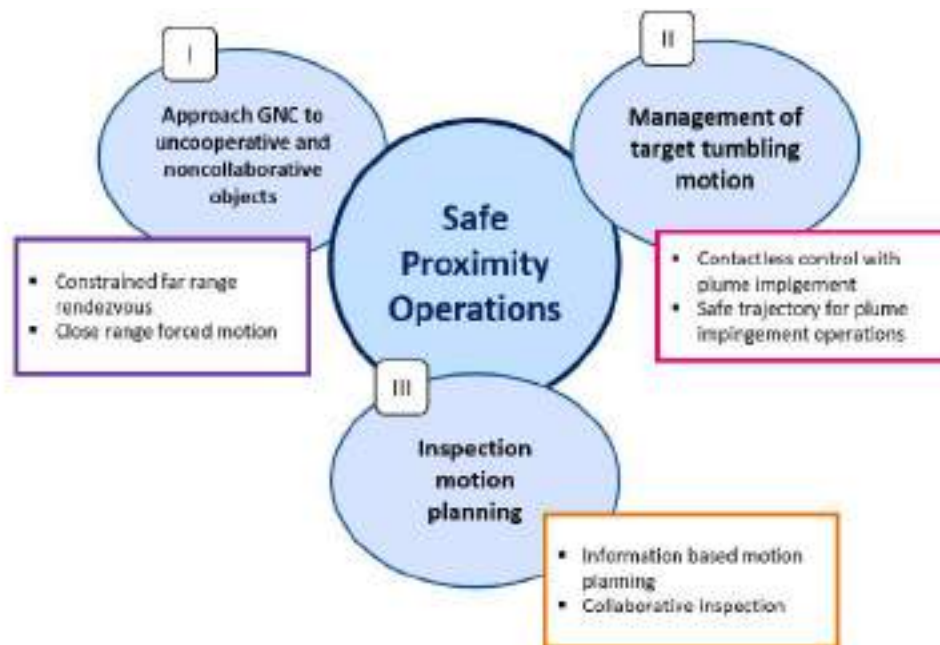 I
Approach GNC to
uncooperative and
noncollaborative
objects
▪ Constrained far range
rendezvous
▪ Close range forced motion
II
Management of
target tumbling
motion
▪ Contactless control with
plume impigement
▪ Safe trajectory for plume
impingement operations
Safe
Proximity
Operations
III
Inspection
motion
planning
▪ Information based motion
planning
▪ Collaborative inspection